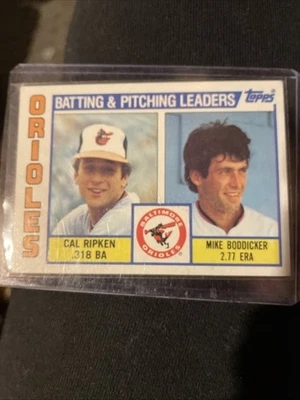 BATTING & PITCHING LEADERS
Topps
ORIOLES
CAL RIPKEN
.318 BA
BALTIMORE
ORIOLES
MIKE BODDICKER
2.77 ERA